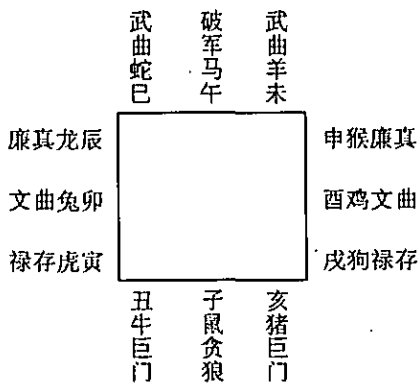 武曲蛇巳
破军马午
武曲羊未
廉真龙辰
申猴廉真
文曲兔卯
酉鸡文曲
禄存虎寅
戌狗禄存
丑牛巨门
子鼠贪狼
亥猪巨门